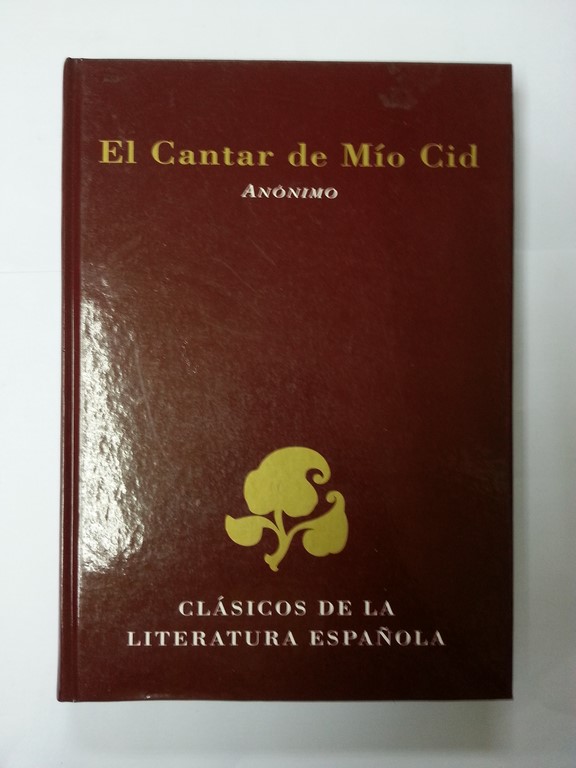 El Cantar de Mío Cid
ANÓNIMO
CLÁSICOS DE LA
LITERATURA ESPAÑOLA